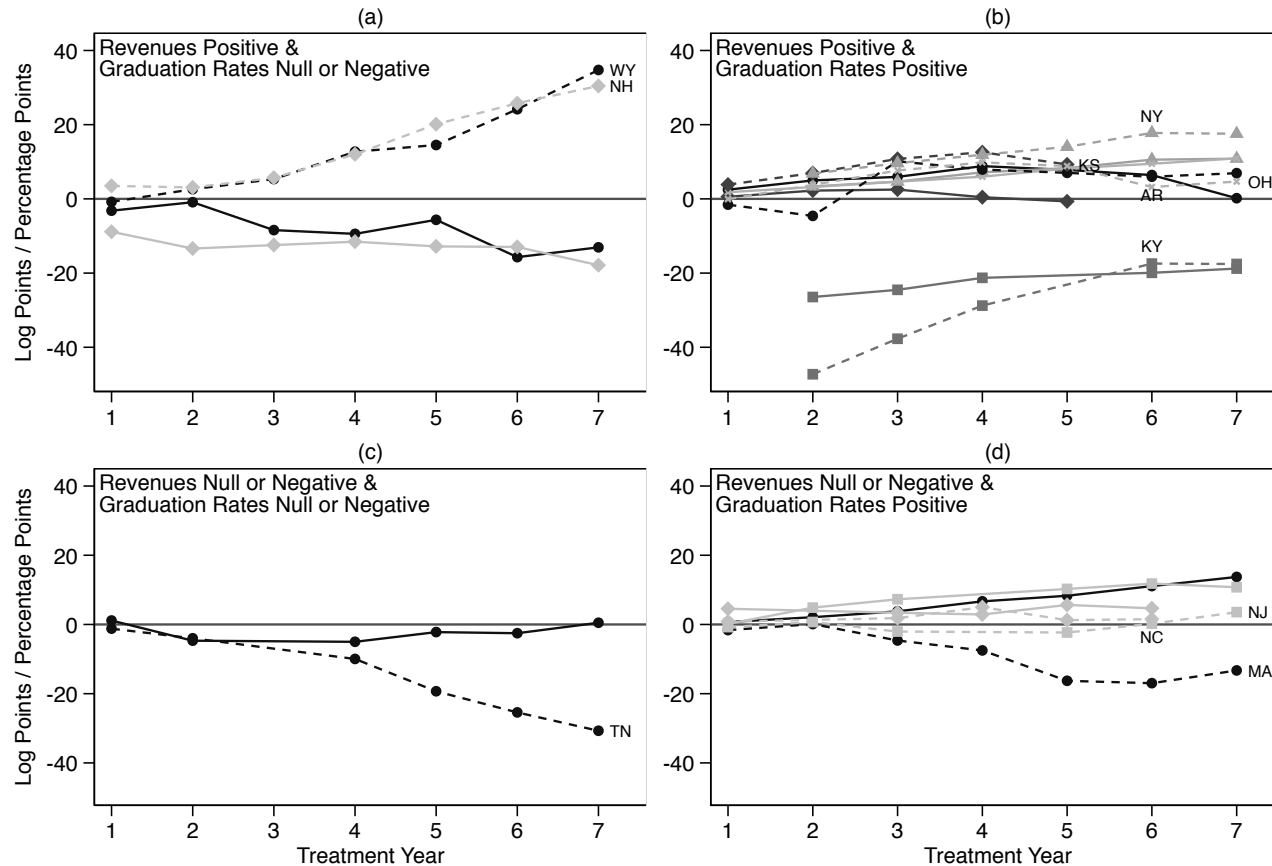 (a)
Revenues Positive &
Graduation Rates Null or Negative
40
20
0
-20
-40
WY
NH
1 2 3 4 5 6 7
Log Points / Percentage Points
(b)
Revenues Positive &
Graduation Rates Positive
40
20
0
-20
-40
NY
KS
OH
AR
KY
1 2 3 4 5 6 7
(c)
Revenues Null or Negative &
Graduation Rates Null or Negative
40
20
0
-20
-40
TN
1 2 3 4 5 6 7
Log Points / Percentage Points
Treatment Year
(d)
Revenues Null or Negative &
Graduation Rates Positive
40
20
0
-20
-40
NJ
NC
MA
1 2 3 4 5 6 7
Treatment Year